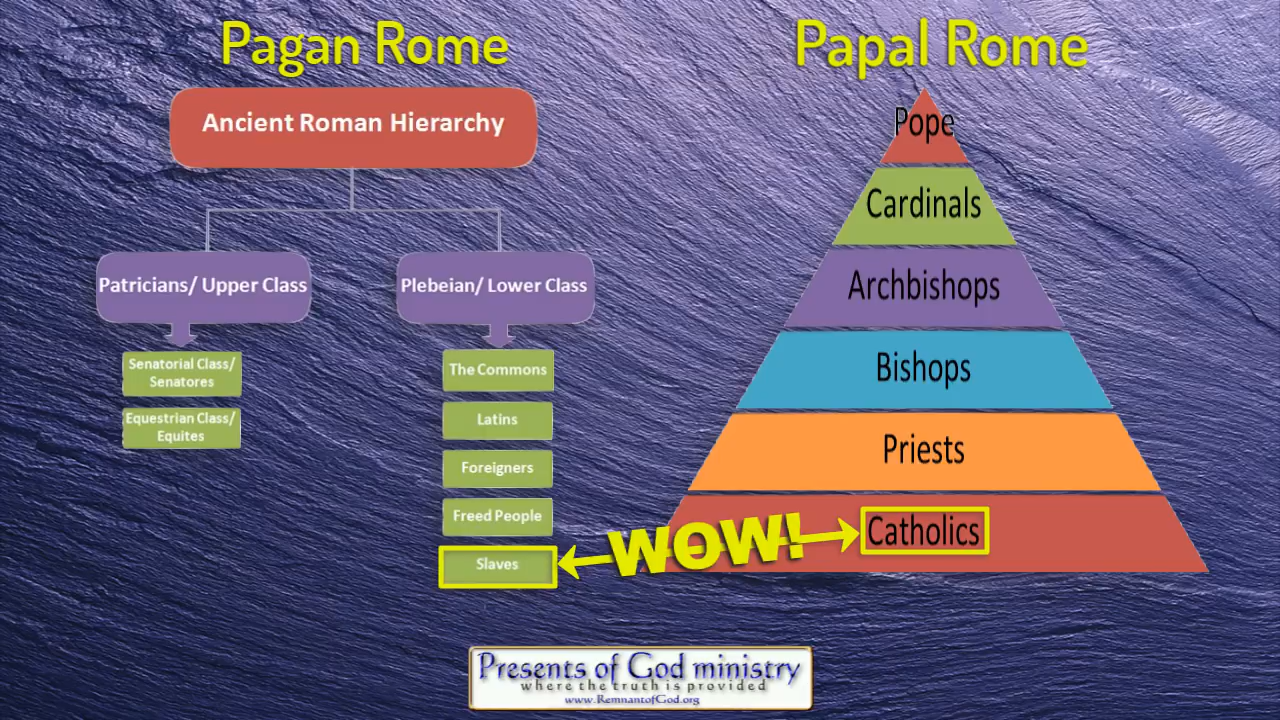 Pagan Rome
Ancient Roman Hierarchy
Patricians/ Upper Class
Senatorial Class/
Senatores
Equestrian Class/
Equites
Plebeian/ Lower Class
The Commons
Latins
Foreigners
Freed People
Slaves
WOW!
Papal Rome
Pope
Cardinals
Archbishops
Bishops
Priests
Catholics
Presents of God ministry
where the truth is provided
www.RemnantofGod.org